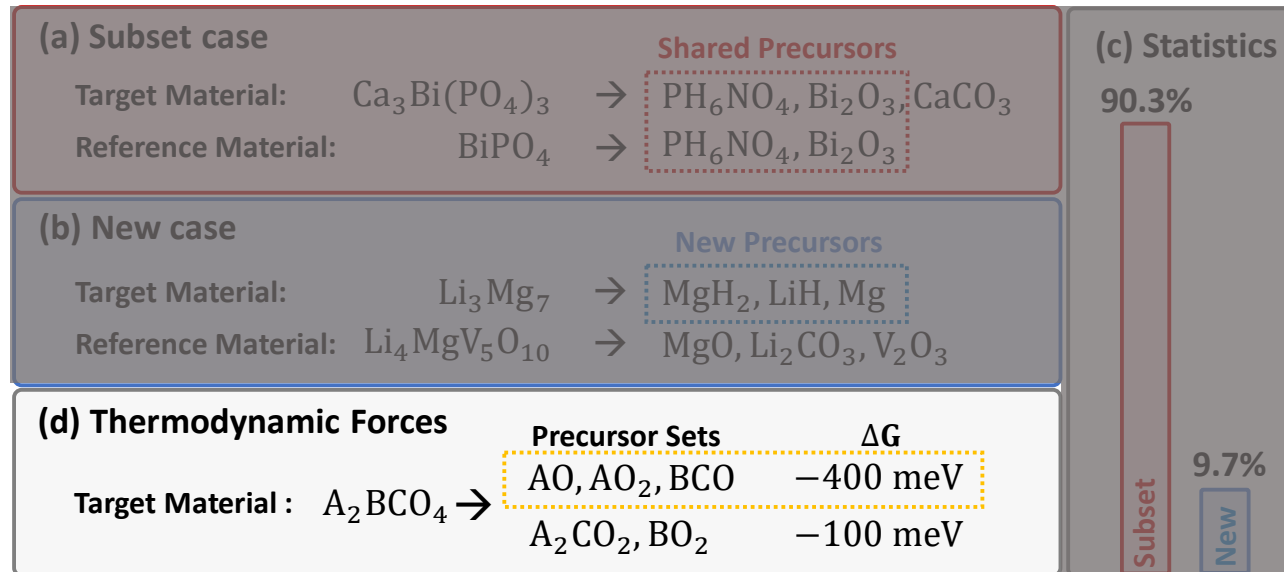 (a) Subset case
Shared Precursors
Target Material: Ca₃Bi(PO₄)₃ → PH₆NO₄, Bi₂O₃, CaCO₃
Reference Material: BiPO₄ → PH₆NO₄, Bi₂O₃
(b) New case
New Precursors
Target Material: Li₃Mg₇ → MgH₂, LiH, Mg
Reference Material: Li₄MgV₅O₁₀ → MgO, Li₂CO₃, V₂O₃
(c) Statistics
90.3%
9.7%
Subset
New
(d) Thermodynamic Forces
Precursor Sets ΔG
AO, AO₂, BCO −400 meV
Target Material : A₂BCO₄ →
A₂CO₂, BO₂ −100 meV